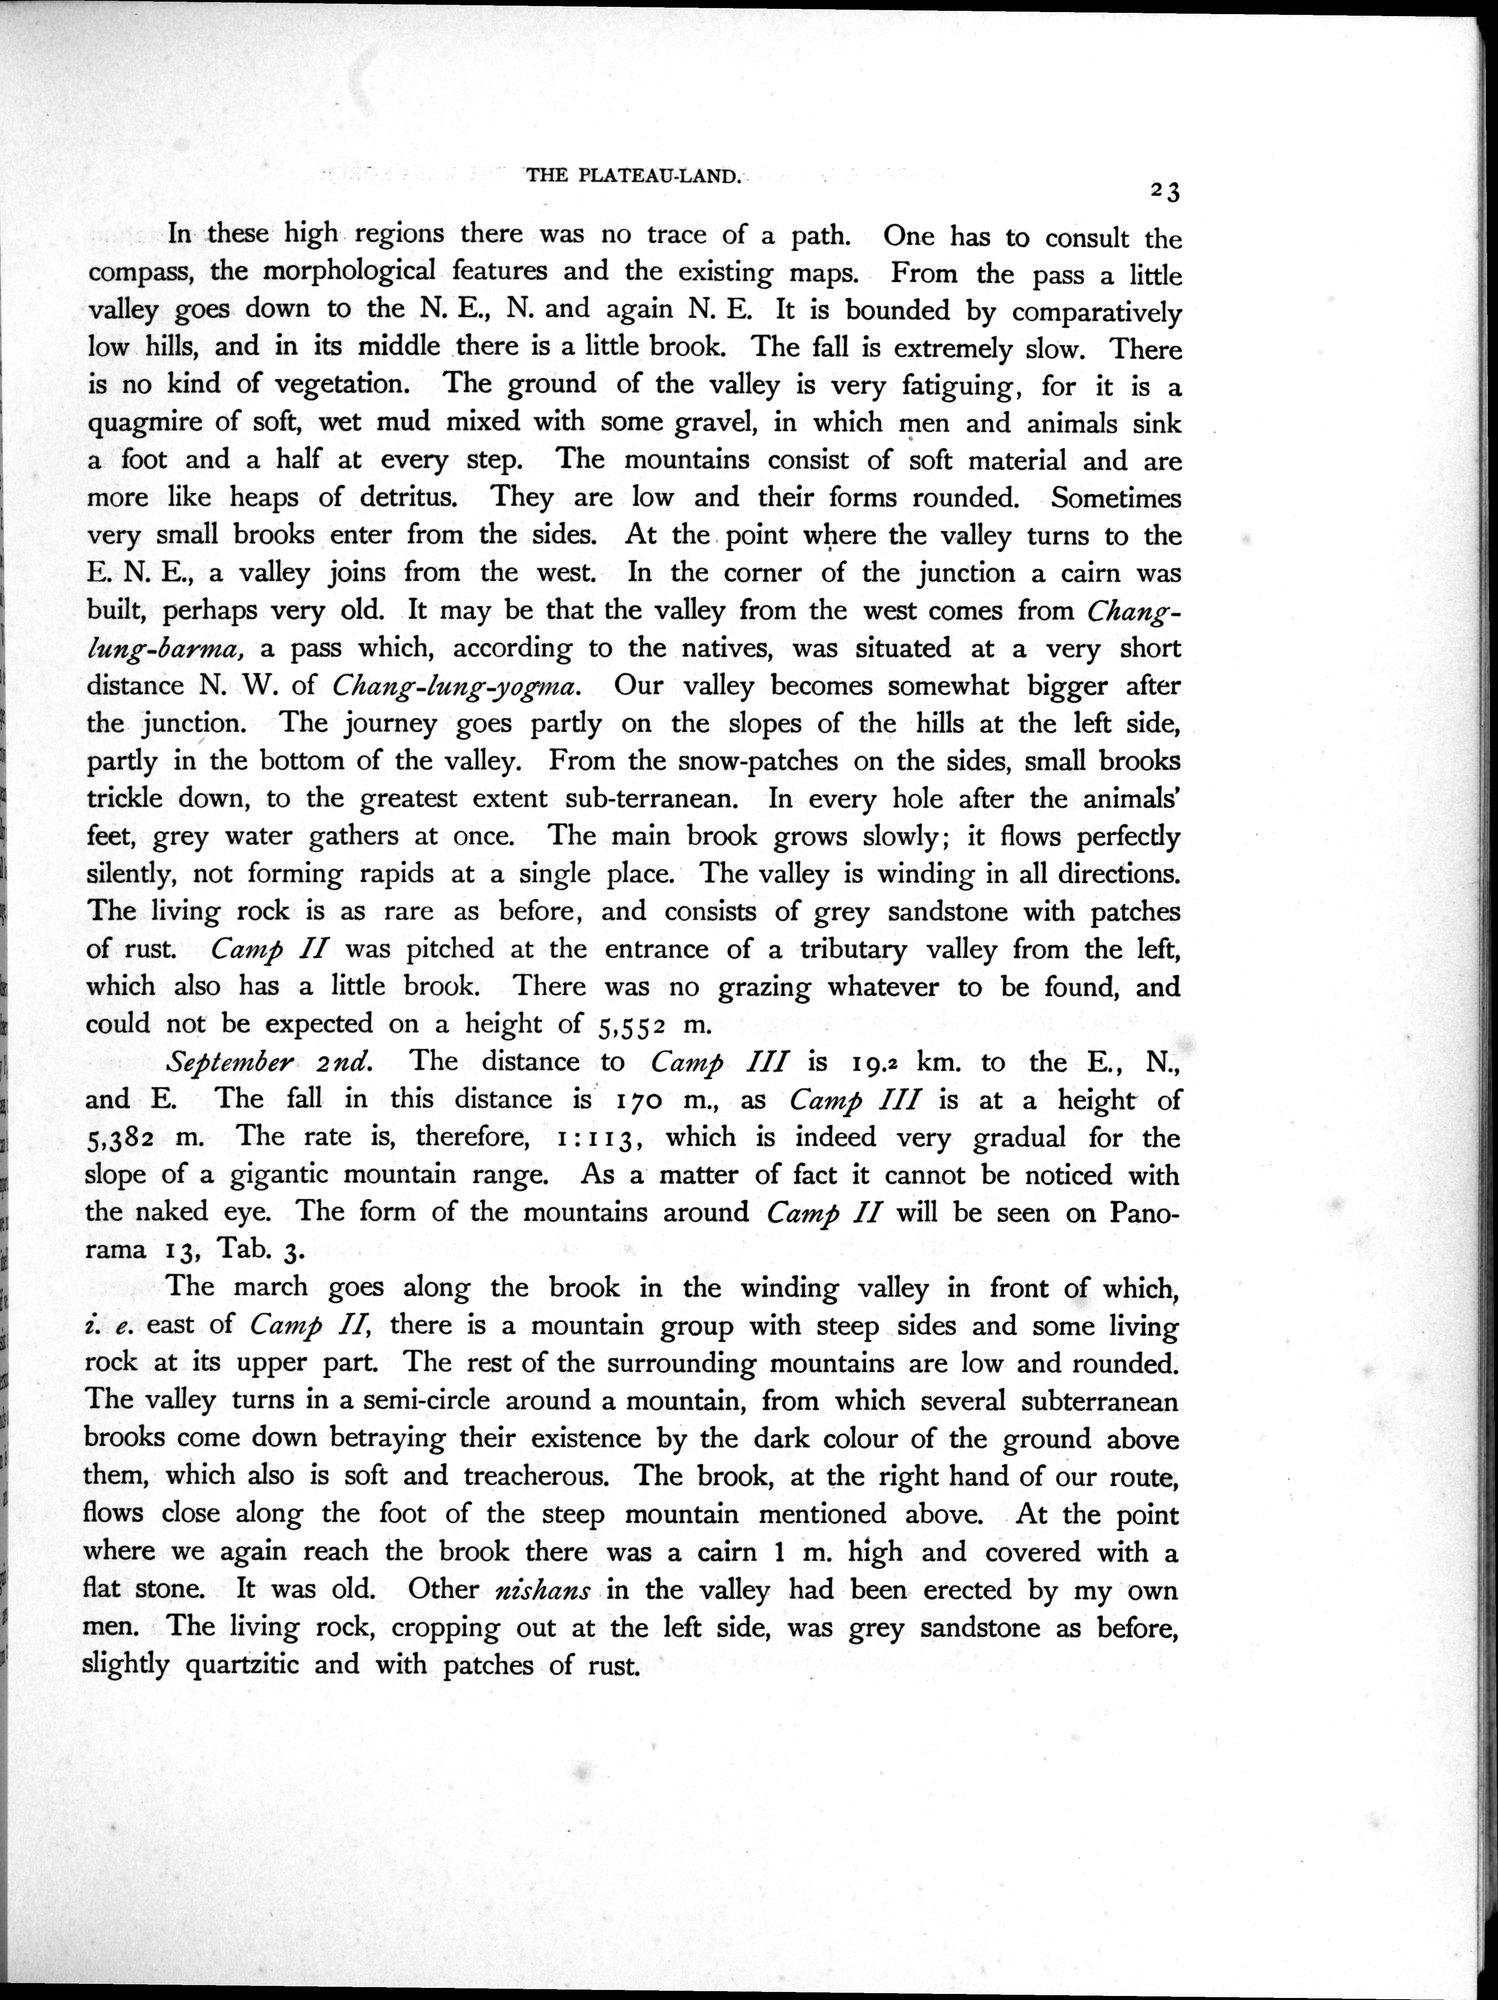 THE PLATEAU-LAND.
23
In these high regions there was no trace of a path. One has to consult the
compass, the morphological features and the existing maps. From the pass a little
valley goes down to the N. E., N. and again N. E. It is bounded by comparatively
low hills, and in its middle there is a little brook. The fall is extremely slow. There
is no kind of vegetation. The ground of the valley is very fatiguing, for it is a
quagmire of soft, wet mud mixed with some gravel, in which men and animals sink
a foot and a half at every step. The mountains consist of soft material and are
more like heaps of detritus. They are low and their forms rounded. Sometimes
very small brooks enter from the sides. At the point where the valley turns to the
E. N. E., a valley joins from the west. In the corner of the junction a cairn was
built, perhaps very old. It may be that the valley from the west comes from Chang-
lung-barma, a pass which, according to the natives, was situated at a very short
distance N. W. of Chang-lung-yogma. Our valley becomes somewhat bigger after
the junction. The journey goes partly on the slopes of the hills at the left side,
partly in the bottom of the valley. From the snow-patches on the sides, small brooks
trickle down, to the greatest extent sub-terranean. In every hole after the animals'
feet, grey water gathers at once. The main brook grows slowly; it flows perfectly
silently, not forming rapids at a single place. The valley is winding in all directions.
The living rock is as rare as before, and consists of grey sandstone with patches
of rust. Camp II was pitched at the entrance of a tributary valley from the left,
which also has a little brook. There was no grazing whatever to be found, and
could not be expected on a height of 5,552 m.
September 2nd. The distance to Camp III is 19.2 km. to the E., N.,
and E. The fall in this distance is 170 m., as Camp III is at a height of
5,382 m. The rate is, therefore, 1:113, which is indeed very gradual for the
slope of a gigantic mountain range. As a matter of fact it cannot be noticed with
the naked eye. The form of the mountains around Camp II will be seen on Pano-
rama 13, Tab. 3.
The march goes along the brook in the winding valley in front of which,
i. e. east of Camp II, there is a mountain group with steep sides and some living
rock at its upper part. The rest of the surrounding mountains are low and rounded.
The valley turns in a semi-circle around a mountain, from which several subterranean
brooks come down betraying their existence by the dark colour of the ground above
them, which also is soft and treacherous. The brook, at the right hand of our route,
flows close along the foot of the steep mountain mentioned above. At the point
where we again reach the brook there was a cairn 1 m. high and covered with a
flat stone. It was old. Other nishans in the valley had been erected by my own
men. The living rock, cropping out at the left side, was grey sandstone as before,
slightly quartzitic and with patches of rust.